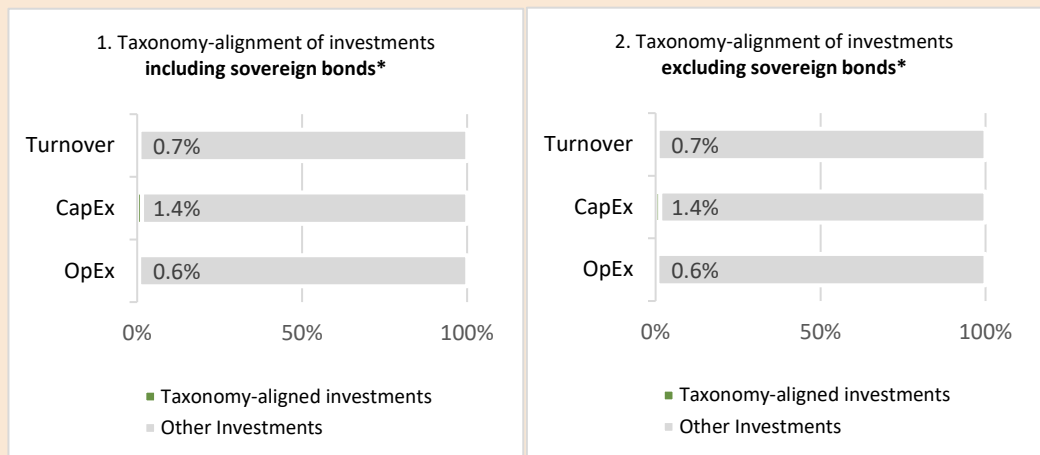 1. Taxonomy-alignment of investments
including sovereign bonds*
Turnover
0.7%
CapEx
1.4%
OpEx
0.6%
0%
50%
100%
Taxonomy-aligned investments
Other Investments
2. Taxonomy-alignment of investments
excluding sovereign bonds*
Turnover
0.7%
CapEx
1.4%
OpEx
0.6%
0%
50%
100%
Taxonomy-aligned investments
Other Investments